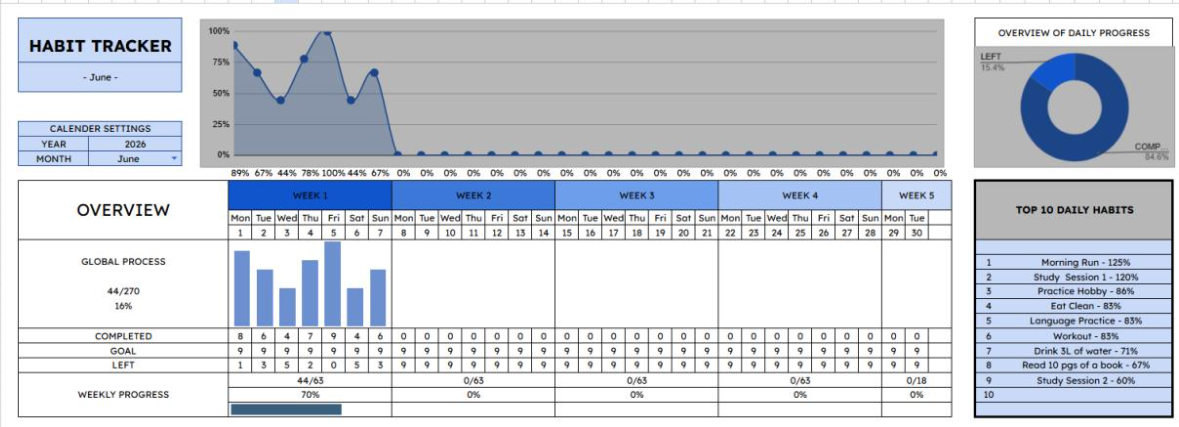 HABIT TRACKER
- June -
CALENDER SETTINGS
YEAR 2026
MONTH June
100%
75%
50%
25%
0%
89% 67% 44% 78% 100% 44% 67% 0% 0% 0% 0% 0% 0% 0% 0% 0% 0% 0% 0% 0% 0% 0% 0% 0% 0% 0% 0% 0% 0% 0%
OVERVIEW OF DAILY PROGRESS
LEFT
15.4%
COMP...
84.6%
OVERVIEW
WEEK 1 WEEK 2 WEEK 3 WEEK 4 WEEK 5
Mon Tue Wed Thu Fri Sat Sun Mon Tue Wed Thu Fri Sat Sun Mon Tue Wed Thu Fri Sat Sun Mon Tue Wed Thu Fri Sat Sun Mon Tue
1 2 3 4 5 6 7 8 9 10 11 12 13 14 15 16 17 18 19 20 21 22 23 24 25 26 27 28 29 30
GLOBAL PROCESS
44/270
16%
COMPLETED 8 6 4 7 9 4 6 0 0 0 0 0 0 0 0 0 0 0 0 0 0 0 0 0 0 0 0 0 0 0
GOAL 9 9 9 9 9 9 9 9 9 9 9 9 9 9 9 9 9 9 9 9 9 9 9 9 9 9 9 9 9 9
LEFT 1 3 5 2 0 5 3 9 9 9 9 9 9 9 9 9 9 9 9 9 9 9 9 9 9 9 9 9 9 9
WEEKLY PROGRESS
44/63 0/63 0/63 0/63 0/18
70% 0% 0% 0% 0%
TOP 10 DAILY HABITS
1 Morning Run - 125%
2 Study Session 1 - 120%
3 Practice Hobby - 86%
4 Eat Clean - 83%
5 Language Practice - 83%
6 Workout - 83%
7 Drink 3L of water - 71%
8 Read 10 pgs of a book - 67%
9 Study Session 2 - 60%
10